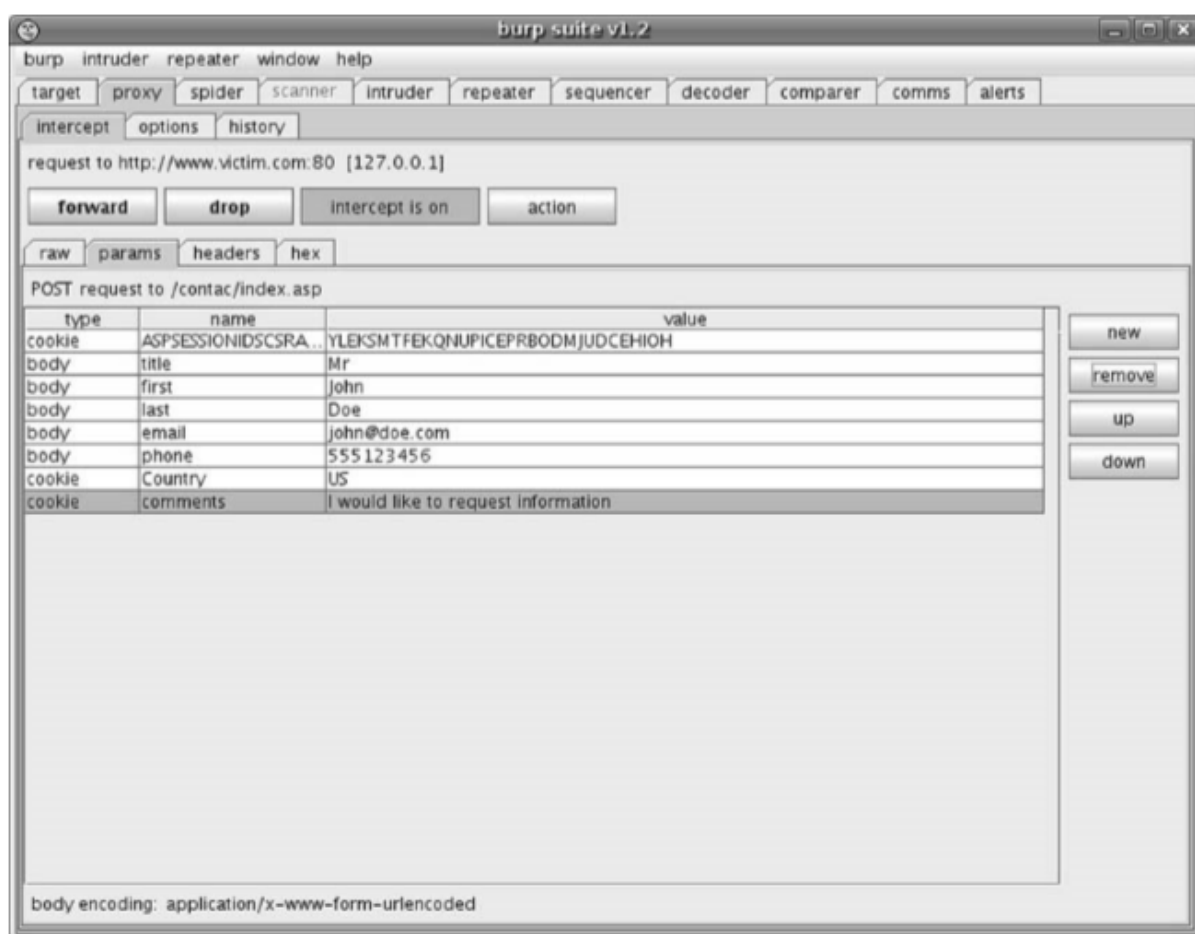 burp suite v1.2
burp intruder repeater window help
target proxy spider scanner intruder repeater sequencer decoder comparer comms alerts
intercept options history
request to http://www.victim.com:80 [127.0.0.1]
forward drop intercept is on action
raw params headers hex
POST request to /contac/index.asp
type name value
cookie ASPSESSIONIDSCSRA... YLEKSMTFEKQNUPICEPRBODMJUDCEHIOH
body title Mr
body first John
body last Doe
body email john@doe.com
body phone 555123456
cookie Country US
cookie comments I would like to request information
new
remove
up
down
body encoding: application/x-www-form-urlencoded